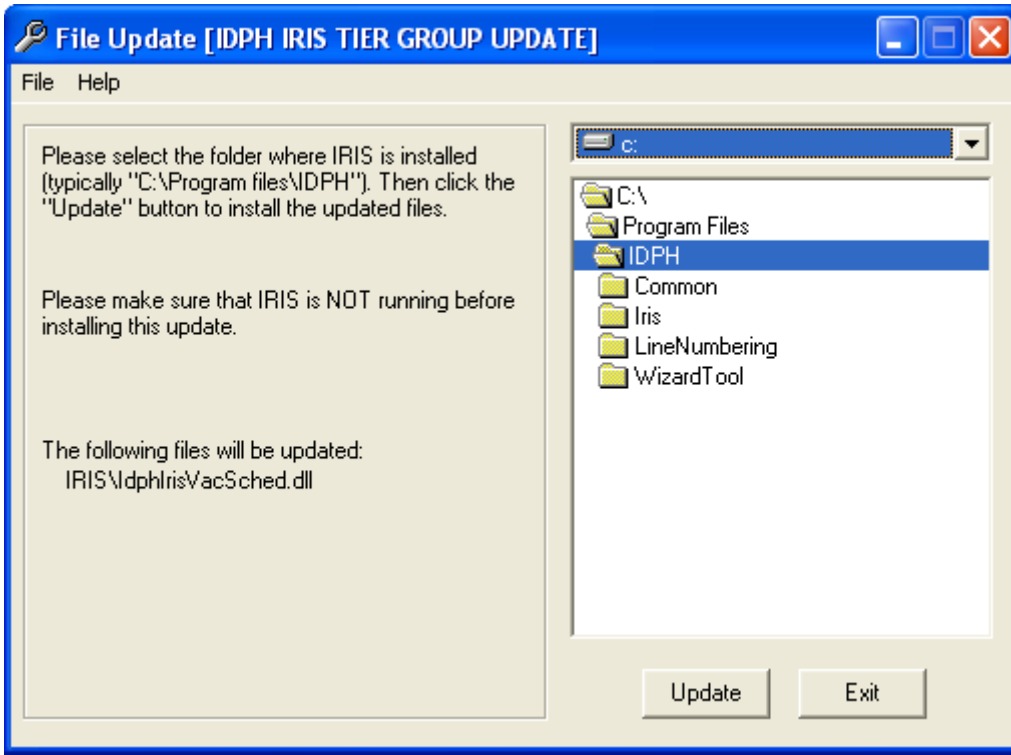 File Update [IDPH IRIS TIER GROUP UPDATE]
File Help
Please select the folder where IRIS is installed
(typically "C:\Program files\IDPH"). Then click the
"Update" button to install the updated files.
Please make sure that IRIS is NOT running before
installing this update.
The following files will be updated:
IRIS\IdphIrisVacSched.dll
c:
C:\
Program Files
IDPH
Common
Iris
LineNumbering
WizardTool
Update Exit